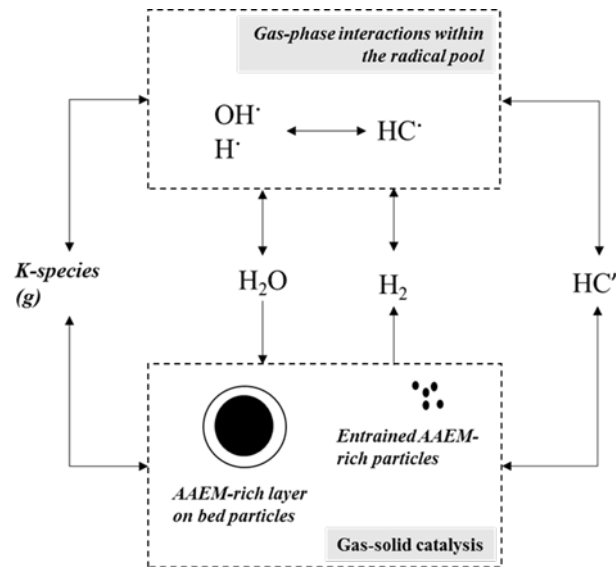 Gas-phase interactions within
the radical pool
OH·
H·
HC·
K-species
(g)
H₂O
H₂
HC'
Entrained AAEM-
rich particles
AAEM-rich layer
on bed particles
Gas-solid catalysis